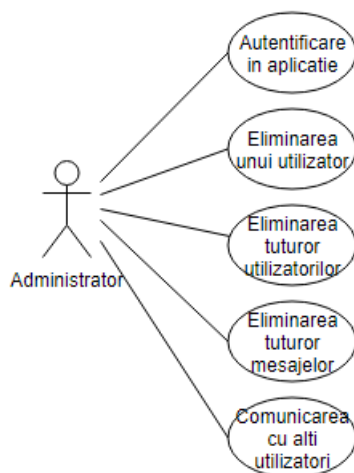 Autentificare
in aplicatie
Eliminarea
unui utilizator
Eliminarea
tuturor
utilizatorilor
Administrator
Eliminarea
tuturor
mesajelor
Comunicarea
cu alti
utilizatori